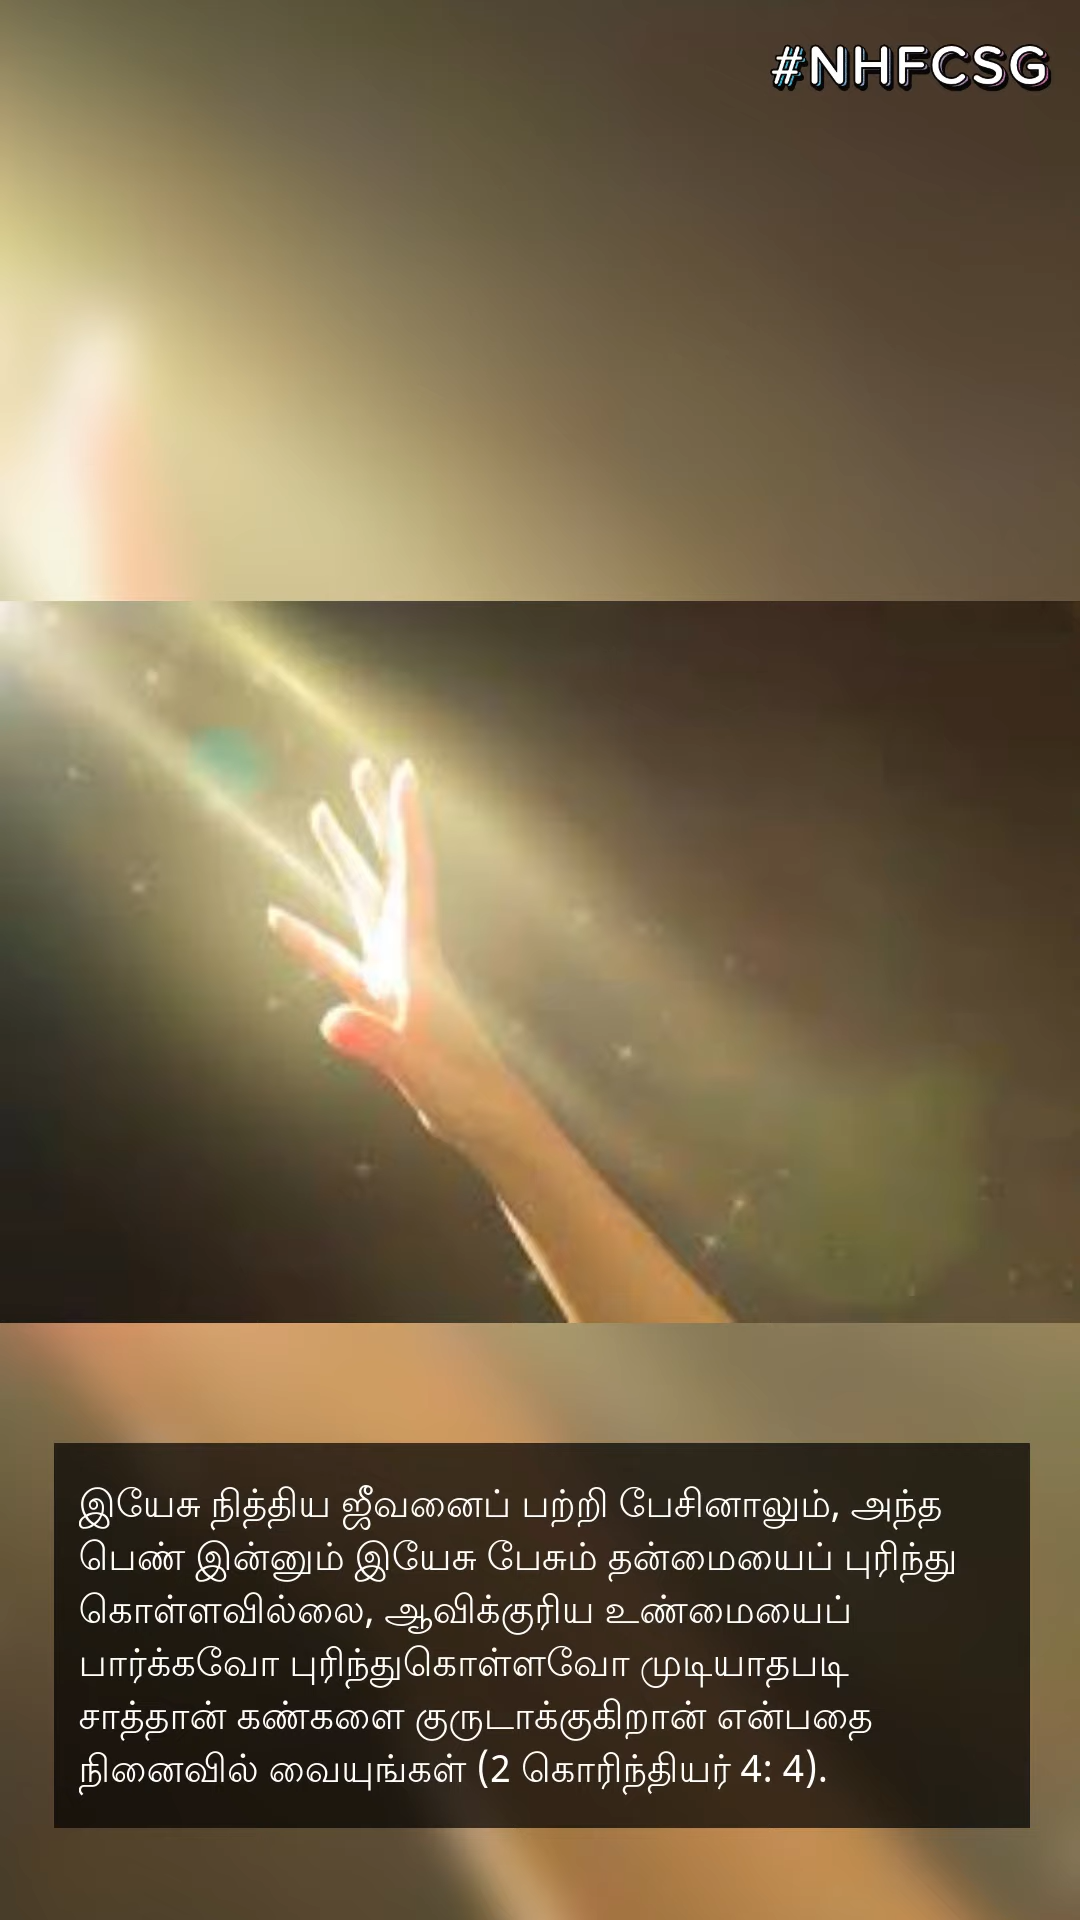 #NHFCSG
இயேசு நித்திய ஜீவனைப் பற்றி பேசினாலும், அந்த
பெண் இன்னும் இயேசு பேசும் தன்மையைப் புரிந்து
கொள்ளவில்லை, ஆவிக்குரிய உண்மையைப்
பார்க்கவோ புரிந்துகொள்ளவோ முடியாதபடி
சாத்தான் கண்களை குருடாக்குகிறான் என்பதை
நினைவில் வையுங்கள் (2 கொரிந்தியர் 4: 4).